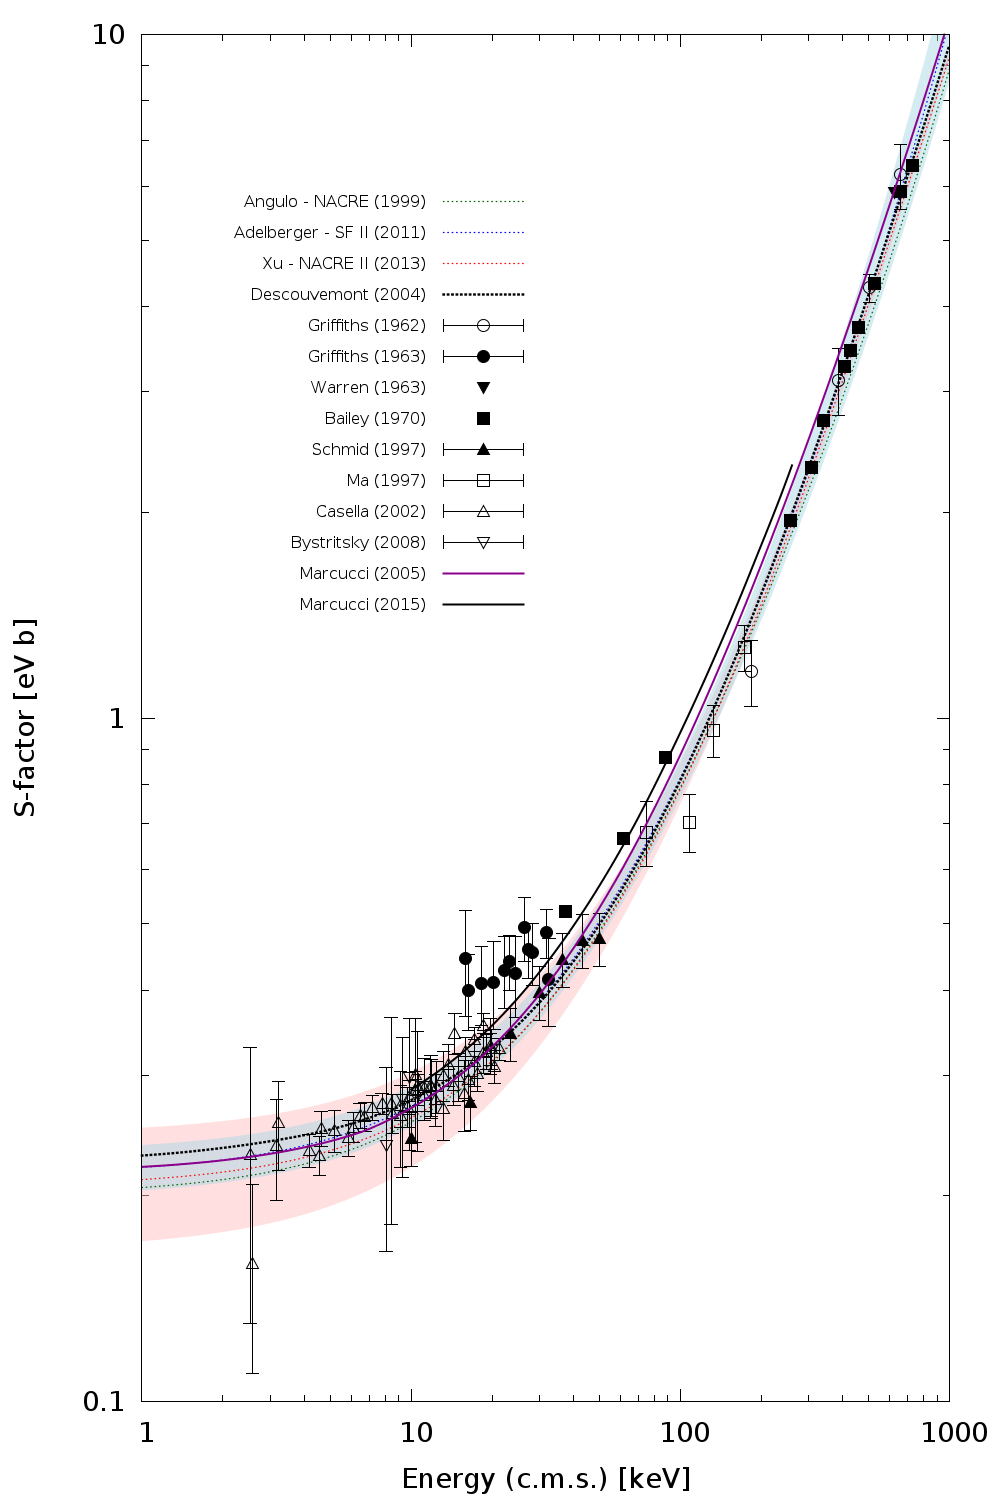 10
Angulo - NACRE (1999)
Adelberger - SF II (2011)
Xu - NACRE II (2013)
Descouvemont (2004)
Griffiths (1962)
Griffiths (1963)
Warren (1963)
Bailey (1970)
Schmid (1997)
Ma (1997)
Casella (2002)
Bystritsky (2008)
Marcucci (2005)
Marcucci (2015)
S-factor [eV b]
1
0.1
1 10 100 1000
Energy (c.m.s.) [keV]